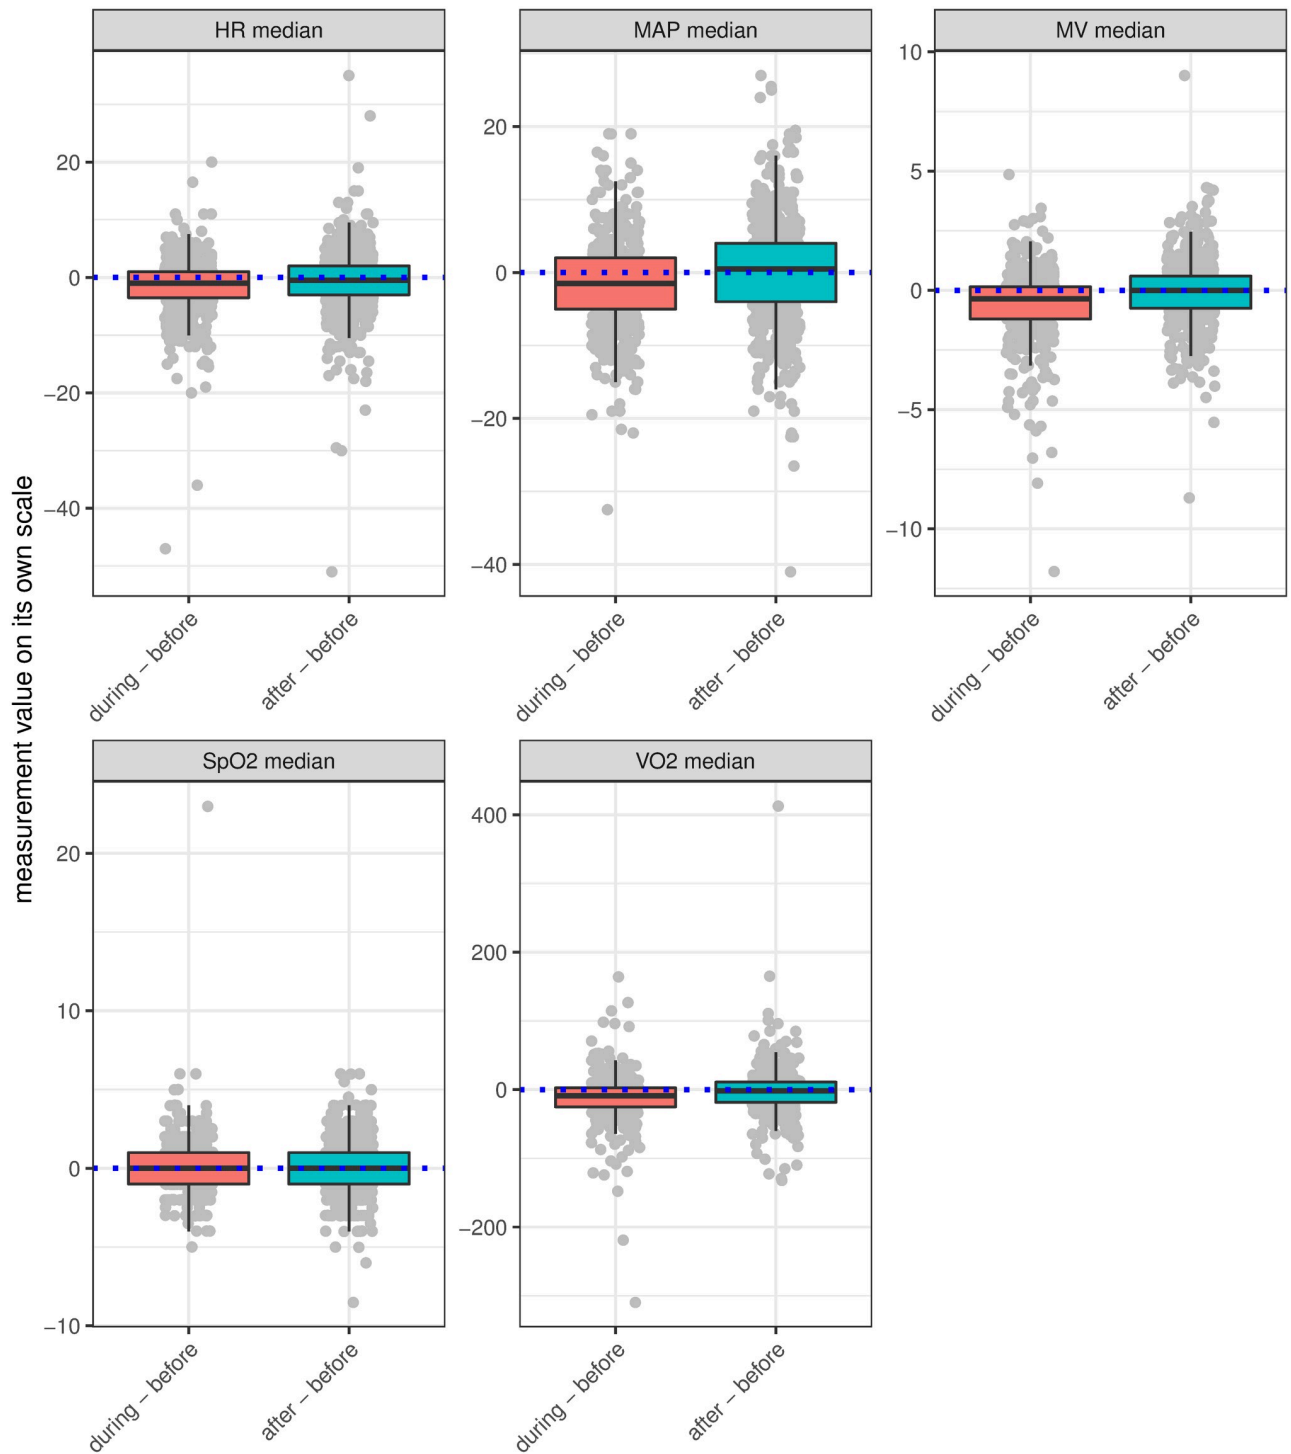 HR median
MAP median
MV median
20
0
−20
−40
20
0
−20
−40
10
5
0
−5
−10
during − before
after − before
during − before
after − before
during − before
after − before
measurement value on its own scale
SpO2 median
VO2 median
20
10
0
−10
400
200
0
−200
during − before
after − before
during − before
after − before